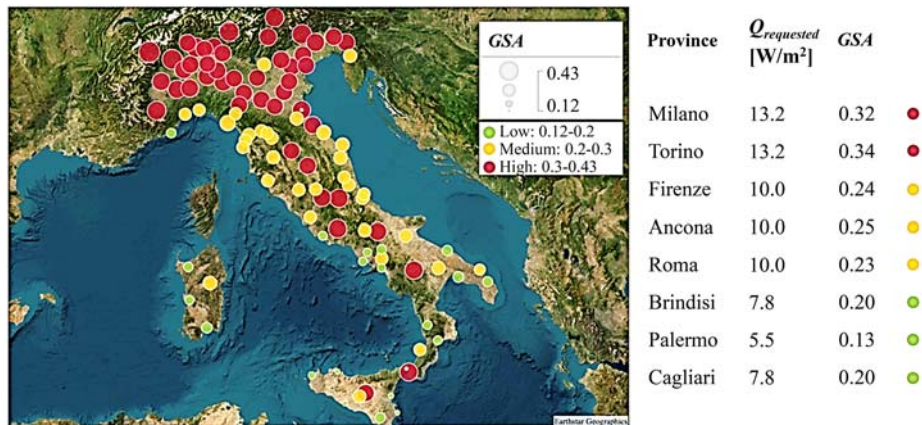 GSA
0.43
0.12
Low: 0.12-0.2
Medium: 0.2-0.3
High: 0.3-0.43
Earthstar Geographics
Province Q_requested [W/m²] GSA
Milano 13.2 0.32
Torino 13.2 0.34
Firenze 10.0 0.24
Ancona 10.0 0.25
Roma 10.0 0.23
Brindisi 7.8 0.20
Palermo 5.5 0.13
Cagliari 7.8 0.20